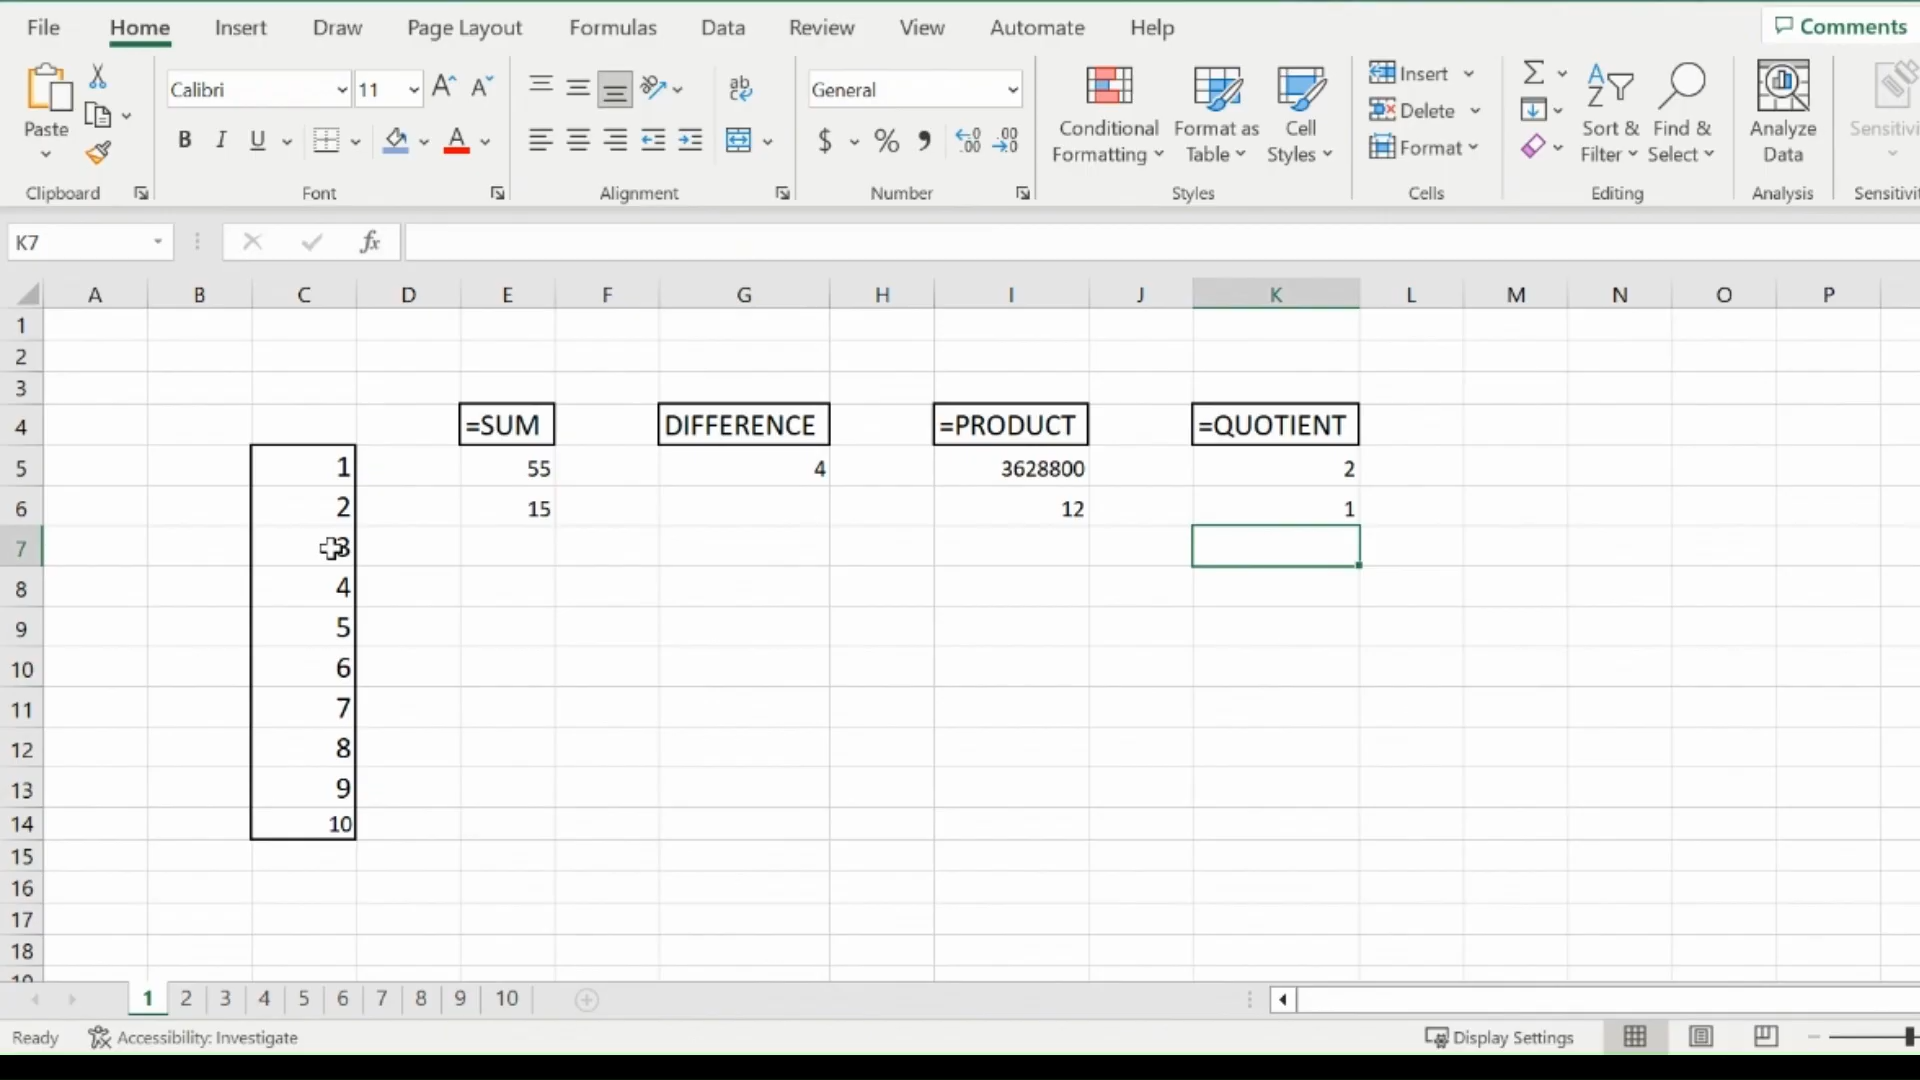 File Home Insert Draw Page Layout Formulas Data Review View Automate Help Comments
Calibri 11 General
Paste
B I U
Conditional Formatting
Format as Table
Cell Styles
Insert
Delete
Format
Sort & Filter
Find & Select
Analyze Data
Clipboard Font Alignment Number Styles Cells Editing Analysis
K7 fx
A B C D E F G H I J K L M N O P
1
2
3
4 =SUM DIFFERENCE =PRODUCT =QUOTIENT
5 1 55 4 3628800 2
6 2 15 12 1
7 3
8 4
9 5
10 6
11 7
12 8
13 9
14 10
15
16
17
18
1 2 3 4 5 6 7 8 9 10
Ready Accessibility: Investigate Display Settings